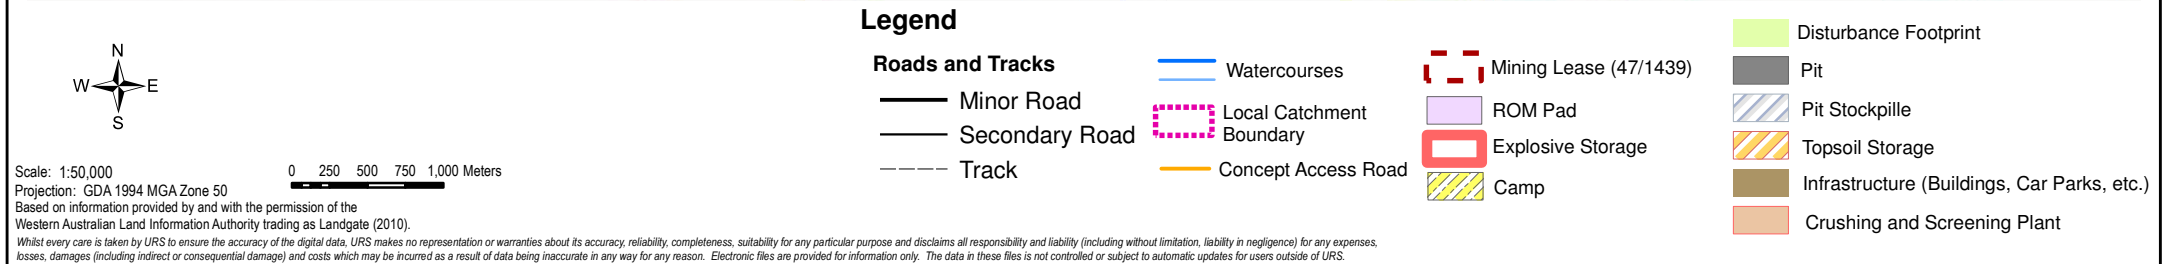 N
W E
S
Scale: 1:50,000
Projection: GDA 1994 MGA Zone 50
Based on information provided by and with the permission of the
Western Australian Land Information Authority trading as Landgate (2010).
0 250 500 750 1,000 Meters
Whilst every care is taken by URS to ensure the accuracy of the digital data, URS makes no representation or warranties about its accuracy, reliability, completeness, suitability for any particular purpose and disclaims all responsibility and liability (including without limitation, liability in negligence) for any expenses,
losses, damages (including indirect or consequential damage) and costs which may be incurred as a result of data being inaccurate in any way for any reason. Electronic files are provided for information only. The data in these files is not controlled or subject to automatic updates for users outside of URS.
Legend
Roads and Tracks
Minor Road
Secondary Road
Track
Watercourses
Local Catchment
Boundary
Concept Access Road
Mining Lease (47/1439)
ROM Pad
Explosive Storage
Camp
Disturbance Footprint
Pit
Pit Stockpille
Topsoil Storage
Infrastructure (Buildings, Car Parks, etc.)
Crushing and Screening Plant